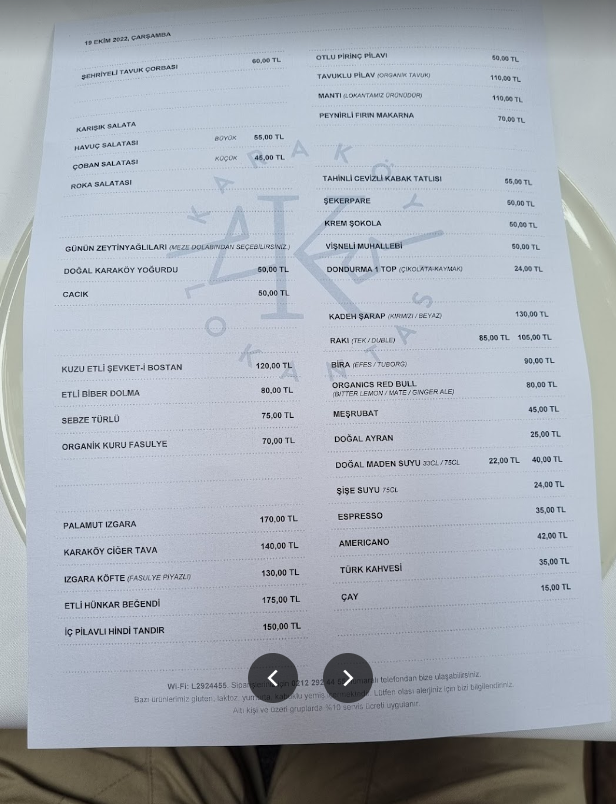 19 EKİM 2022, ÇARŞAMBA
ŞEHRİYELİ TAVUK ÇORBASI 60,00 TL
KARIŞIK SALATA
HAVUÇ SALATASI BÜYÜK 55,00 TL
ÇOBAN SALATASI KÜÇÜK 45,00 TL
ROKA SALATASI
GÜNÜN ZEYTİNYAĞLILARI (MEZE DOLABINDAN SEÇEBİLİRSİNİZ.)
DOĞAL KARAKÖY YOĞURDU 50,00 TL
CACIK 50,00 TL
KUZU ETLİ ŞEVKET-İ BOSTAN 120,00 TL
ETLİ BİBER DOLMA 80,00 TL
SEBZE TÜRLÜ 75,00 TL
ORGANİK KURU FASULYE 70,00 TL
PALAMUT IZGARA 170,00 TL
KARAKÖY CİĞER TAVA 140,00 TL
IZGARA KÖFTE (FASULYE PİYAZLI) 130,00 TL
ETLİ HÜNKAR BEĞENDİ 175,00 TL
İÇ PİLAVLI HİNDİ TANDIR 150,00 TL
OTLU PİRİNÇ PİLAVI 50,00 TL
TAVUKLU PİLAV (ORGANİK TAVUK) 110,00 TL
MANTI (LOKANTAMIZ ÜRÜNÜDÜR) 110,00 TL
PEYNİRLİ FIRIN MAKARNA 70,00 TL
TAHİNLİ CEVİZLİ KABAK TATLISI 55,00 TL
ŞEKERPARE 50,00 TL
KREM ŞOKOLA 50,00 TL
VİŞNELİ MUHALLEBİ 50,00 TL
DONDURMA 1 TOP (ÇİKOLATA-KAYMAK) 24,00 TL
KADEH ŞARAP (KIRMIZI / BEYAZ) 130,00 TL
RAKI (TEK / DUBLE) 85,00 TL 105,00 TL
BİRA (EFES / TUBORG) 90,00 TL
ORGANICS RED BULL 80,00 TL
(BITTER LEMON / MATE / GINGER ALE)
MEŞRUBAT 45,00 TL
DOĞAL AYRAN 25,00 TL
DOĞAL MADEN SUYU 33CL / 75CL 22,00 TL 40,00 TL
ŞİŞE SUYU 75CL 24,00 TL
ESPRESSO 35,00 TL
AMERICANO 42,00 TL
TÜRK KAHVESİ 35,00 TL
ÇAY 15,00 TL
KARAKÖY
LOKANTASI
Wi-Fi: L2924455. telefondan bize ulaşabilirsiniz.
Bazı ürünlerimiz gluten, laktoz, kabuklu yemiş Lütfen olası alerjiniz için bizi bilgilendiriniz.
Altı kişi ve üzeri gruplarda %10 servis ücreti uygulanır.